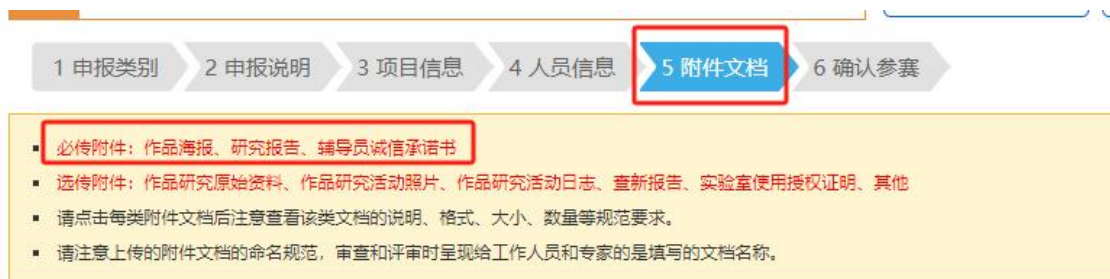 1 申报类别 2 申报说明 3 项目信息 4 人员信息 5 附件文档 6 确认参赛
▪ 必传附件：作品海报、研究报告、辅导员诚信承诺书
▪ 选传附件：作品研究原始资料、作品研究活动照片、作品研究活动日志、查新报告、实验室使用授权证明、其他
▪ 请点击每类附件文档后注意查看该类文档的说明、格式、大小、数量等规范要求。
▪ 请注意上传的附件文档的命名规范，审查和评审时呈现给工作人员和专家的是填写的文档名称。